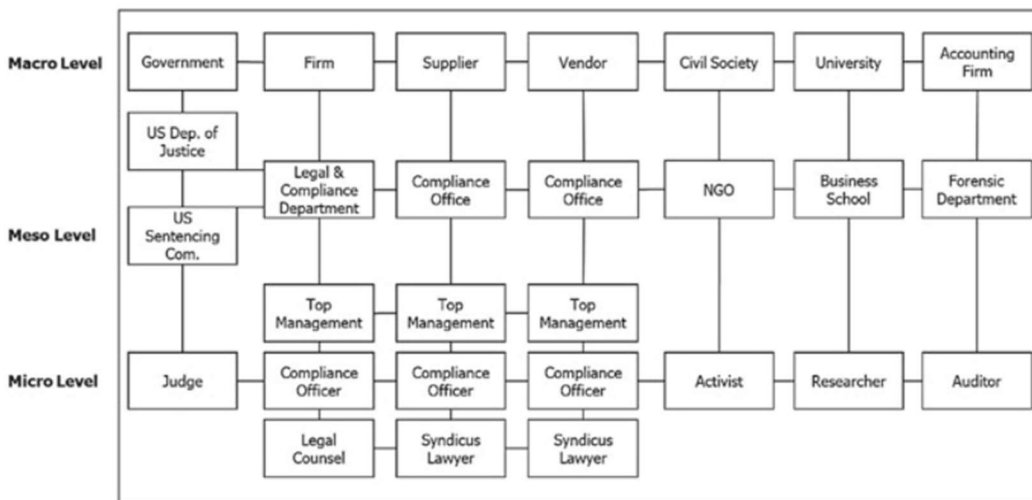 Macro Level
Government
Firm
Supplier
Vendor
Civil Society
University
Accounting
Firm
US Dep. of
Justice
Legal &
Compliance
Department
Compliance
Office
Compliance
Office
NGO
Business
School
Forensic
Department
Meso Level
US
Sentencing
Com.
Top
Management
Top
Management
Top
Management
Micro Level
Judge
Compliance
Officer
Compliance
Officer
Compliance
Officer
Activist
Researcher
Auditor
Legal
Counsel
Syndicus
Lawyer
Syndicus
Lawyer